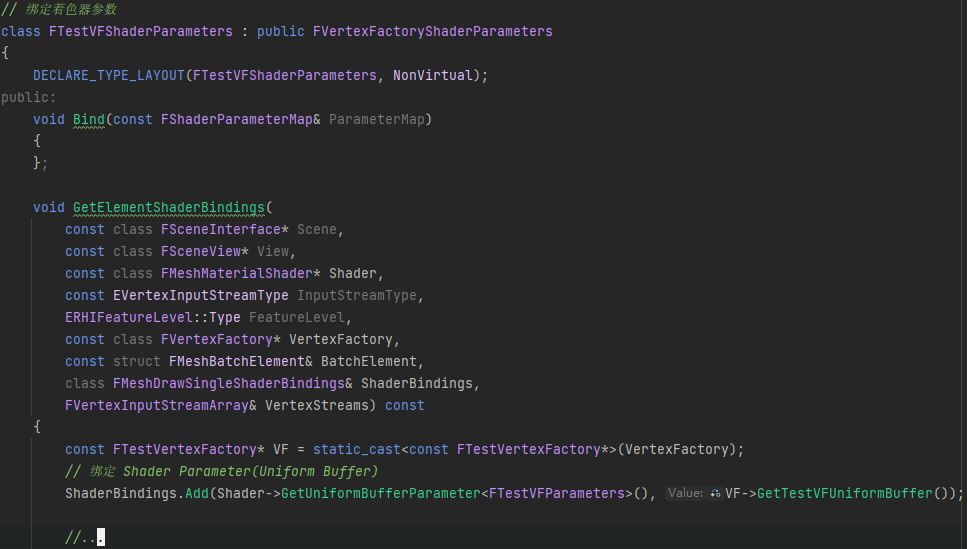 // 绑定着色器参数
class FTestVFShaderParameters : public FVertexFactoryShaderParameters
{
    DECLARE_TYPE_LAYOUT(FTestVFShaderParameters, NonVirtual);
public:
    void Bind(const FShaderParameterMap& ParameterMap)
    {
    };
    void GetElementShaderBindings(
        const class FSceneInterface* Scene,
        const class FSceneView* View,
        const class FMeshMaterialShader* Shader,
        const EVertexInputStreamType InputStreamType,
        ERHIFeatureLevel::Type FeatureLevel,
        const class FVertexFactory* VertexFactory,
        const struct FMeshBatchElement& BatchElement,
        class FMeshDrawSingleShaderBindings& ShaderBindings,
        FVertexInputStreamArray& VertexStreams) const
    {
        const FTestVertexFactory* VF = static_cast<const FTestVertexFactory*>(VertexFactory);
        // 绑定 Shader Parameter(Uniform Buffer)
        ShaderBindings.Add(Shader->GetUniformBufferParameter<FTestVFParameters>(), Value: VF->GetTestVFUniformBuffer());
        //...